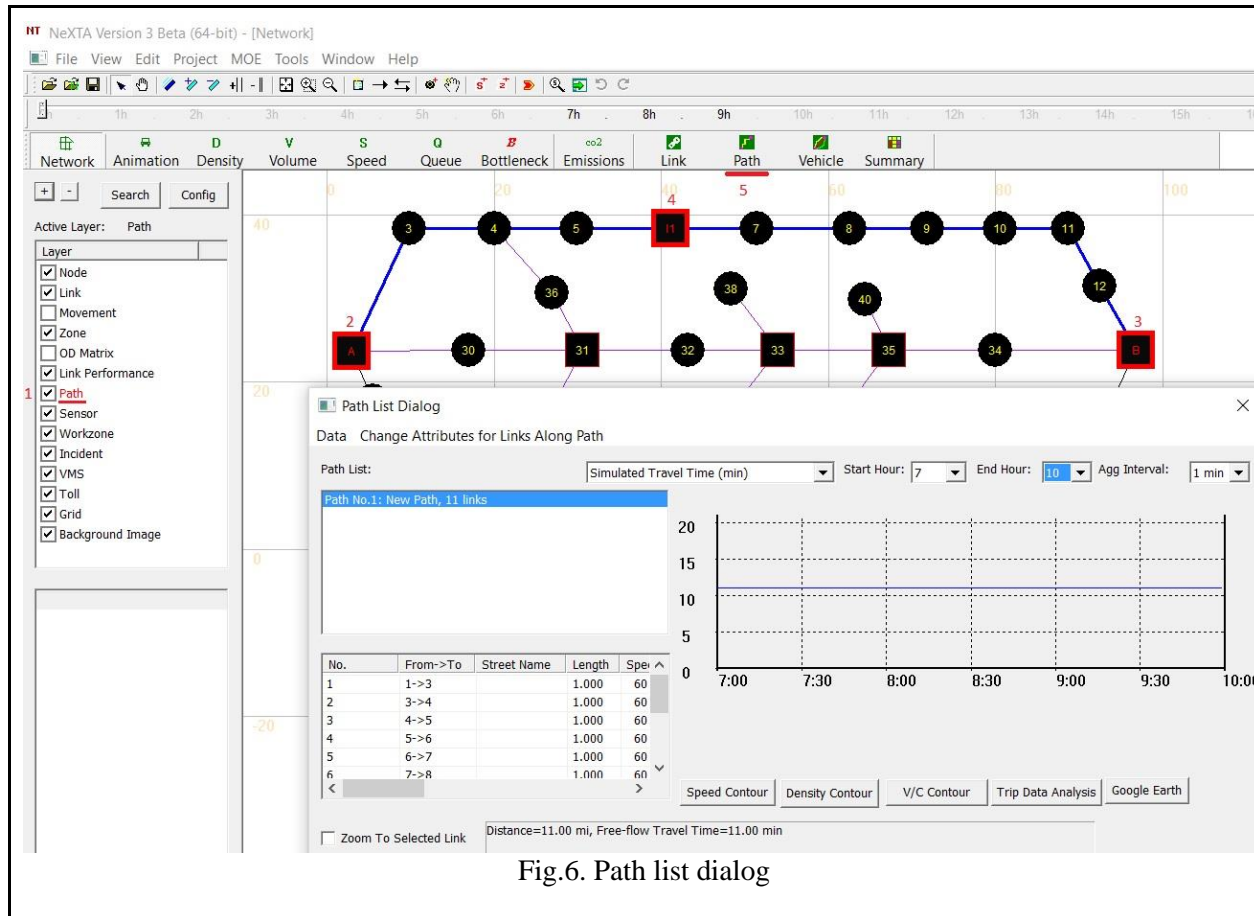 NT NeXTA Version 3 Beta (64-bit) - [Network]
File View Edit Project MOE Tools Window Help
1h 2h 3h 4h 5h 6h 7h 8h 9h 10h 11h 12h 13h 14h 15h
D V S Q B co2
Network Animation Density Volume Speed Queue Bottleneck Emissions Link Path Vehicle Summary
+ - Search Config
0 20 40 60 80 100
4 5
Active Layer: Path
40
3 4 5 I1 7 8 9 10 11
Layer
Node
Link
Movement
Zone
OD Matrix
Link Performance
1 Path
Sensor
Workzone
Incident
VMS
Toll
Grid
Background Image
36 38 40 12
2 3
A 30 31 32 33 35 34 B
20
0
-20
Path List Dialog
Data Change Attributes for Links Along Path
Path List: Simulated Travel Time (min) Start Hour: 7 End Hour: 10 Agg Interval: 1 min
Path No.1: New Path, 11 links
20
15
10
5
0
7:00 7:30 8:00 8:30 9:00 9:30 10:00
No. From->To Street Name Length Spe
1 1->3 1.000 60
2 3->4 1.000 60
3 4->5 1.000 60
4 5->6 1.000 60
5 6->7 1.000 60
6 7->8 1.000 60
Speed Contour Density Contour V/C Contour Trip Data Analysis Google Earth
Zoom To Selected Link Distance=11.00 mi, Free-flow Travel Time=11.00 min
Fig.6. Path list dialog